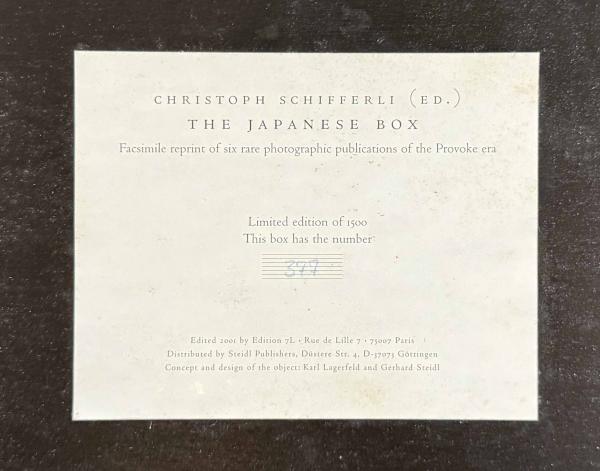 CHRISTOPH SCHIFFERLI (ED.)
THE JAPANESE BOX
Facsimile reprint of six rare photographic publications of the Provoke era
Limited edition of 1500
This box has the number
377
Edited 2001 by Edition 7L • Rue de Lille 7 • 75007 Paris
Distributed by Steidl Publishers, Düstere Str. 4, D-37073 Göttingen
Concept and design of the object: Karl Lagerfeld and Gerhard Steidl